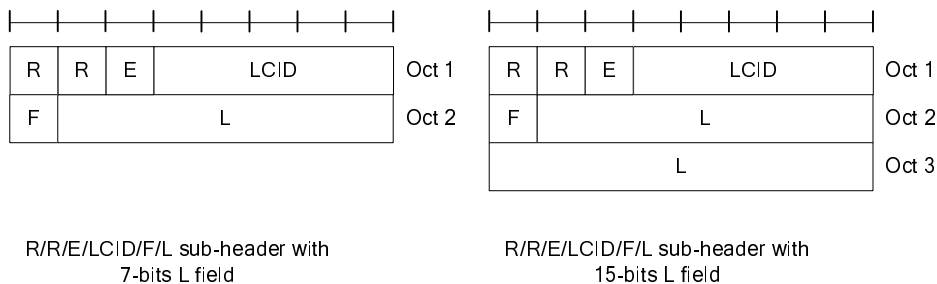 R R E LCID Oct 1
F L Oct 2
R/R/E/LCID/F/L sub-header with
7-bits L field
R R E LCID Oct 1
F L Oct 2
L Oct 3
R/R/E/LCID/F/L sub-header with
15-bits L field